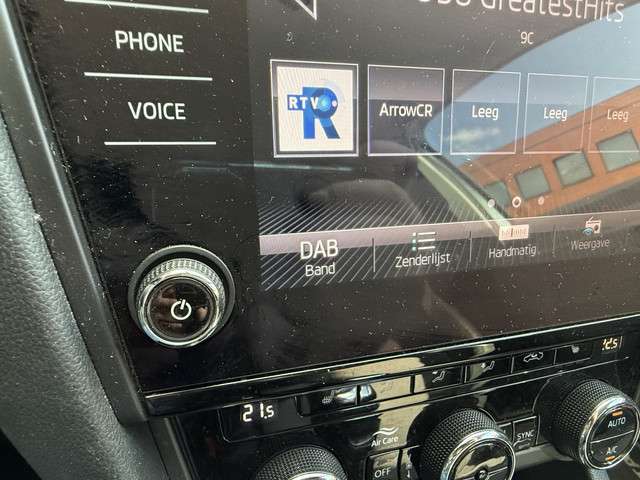 GreatestHits
PHONE
9C
VOICE
RTV
R
ArrowCR
Leeg
Leeg
Leeg
DAB
Band
Zenderlijst
Handmatig
Weergave
21.5
Air Care
OFF
SYNC
AUTO
A/C